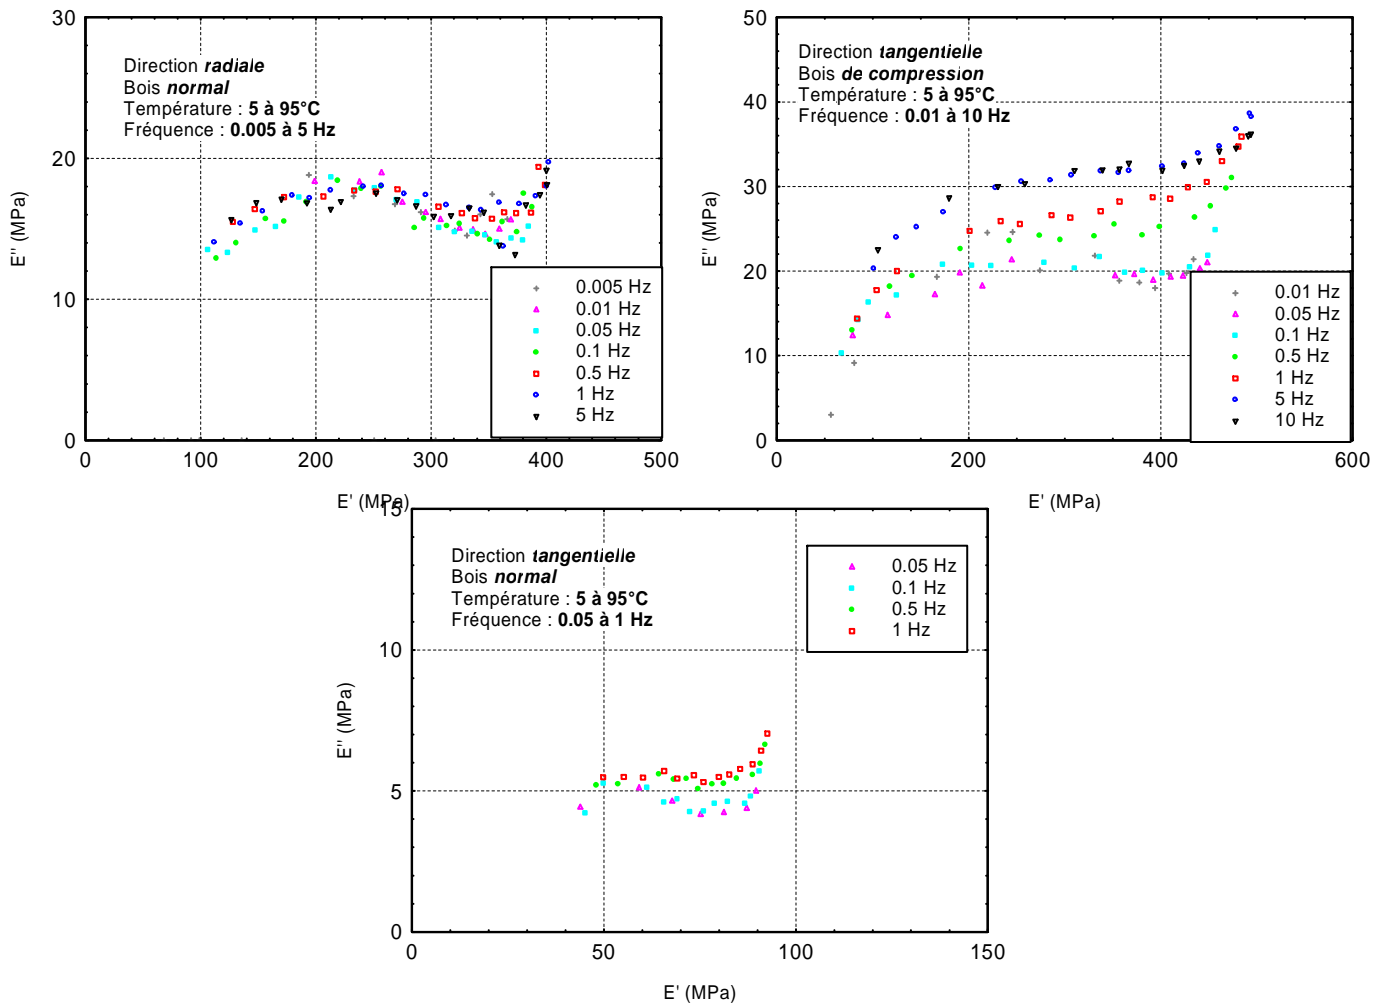 30
20
10
0
0
100
200
300
400
500
E'' (MPa)
E' (MPa)
Direction radiale
Bois normal
Température : 5 à 95°C
Fréquence : 0.005 à 5 Hz
0.005 Hz
0.01 Hz
0.05 Hz
0.1 Hz
0.5 Hz
1 Hz
5 Hz
50
40
30
20
10
0
0
200
400
600
E'' (MPa)
E' (MPa)
Direction tangentielle
Bois de compression
Température : 5 à 95°C
Fréquence : 0.01 à 10 Hz
0.01 Hz
0.05 Hz
0.1 Hz
0.5 Hz
1 Hz
5 Hz
10 Hz
15
10
5
0
0
50
100
150
E'' (MPa)
E' (MPa)
Direction tangentielle
Bois normal
Température : 5 à 95°C
Fréquence : 0.05 à 1 Hz
0.05 Hz
0.1 Hz
0.5 Hz
1 Hz